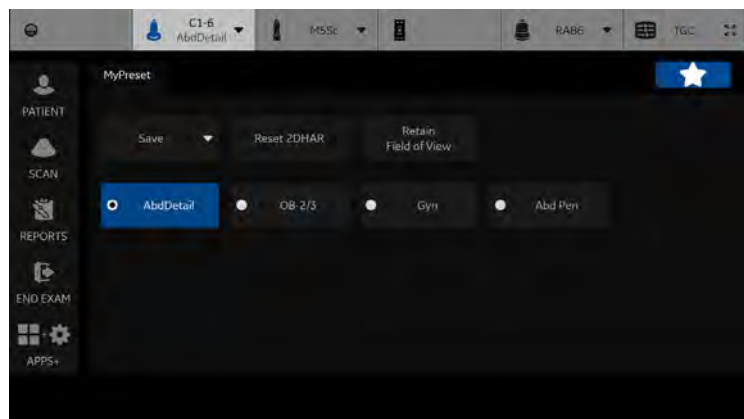 C1-6
AbdDetail
M5Sc
RAB6
TGC
MyPreset
PATIENT
Save
Reset 2DHAR
Retain
Field of View
SCAN
AbdDetail
OB-2/3
Gyn
Abd Pen
REPORTS
END EXAM
APPS+